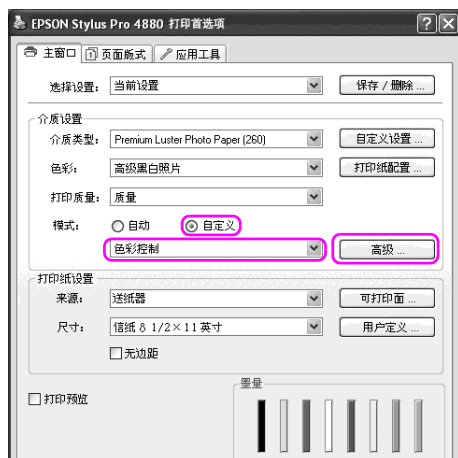 EPSON Stylus Pro 4880 打印首选项
主窗口 页面版式 应用工具
选择设置: 当前设置 保存 / 删除 ...
介质设置
介质类型: Premium Luster Photo Paper (260) 自定义设置 ...
色彩: 高级黑白照片 打印纸配置 ...
打印质量: 质量
模式: 自动 自定义
色彩控制 高级 ...
打印纸设置
来源: 送纸器 可打印面 ...
尺寸: 信纸 8 1/2×11 英寸 用户定义 ...
无边距
墨量
打印预览